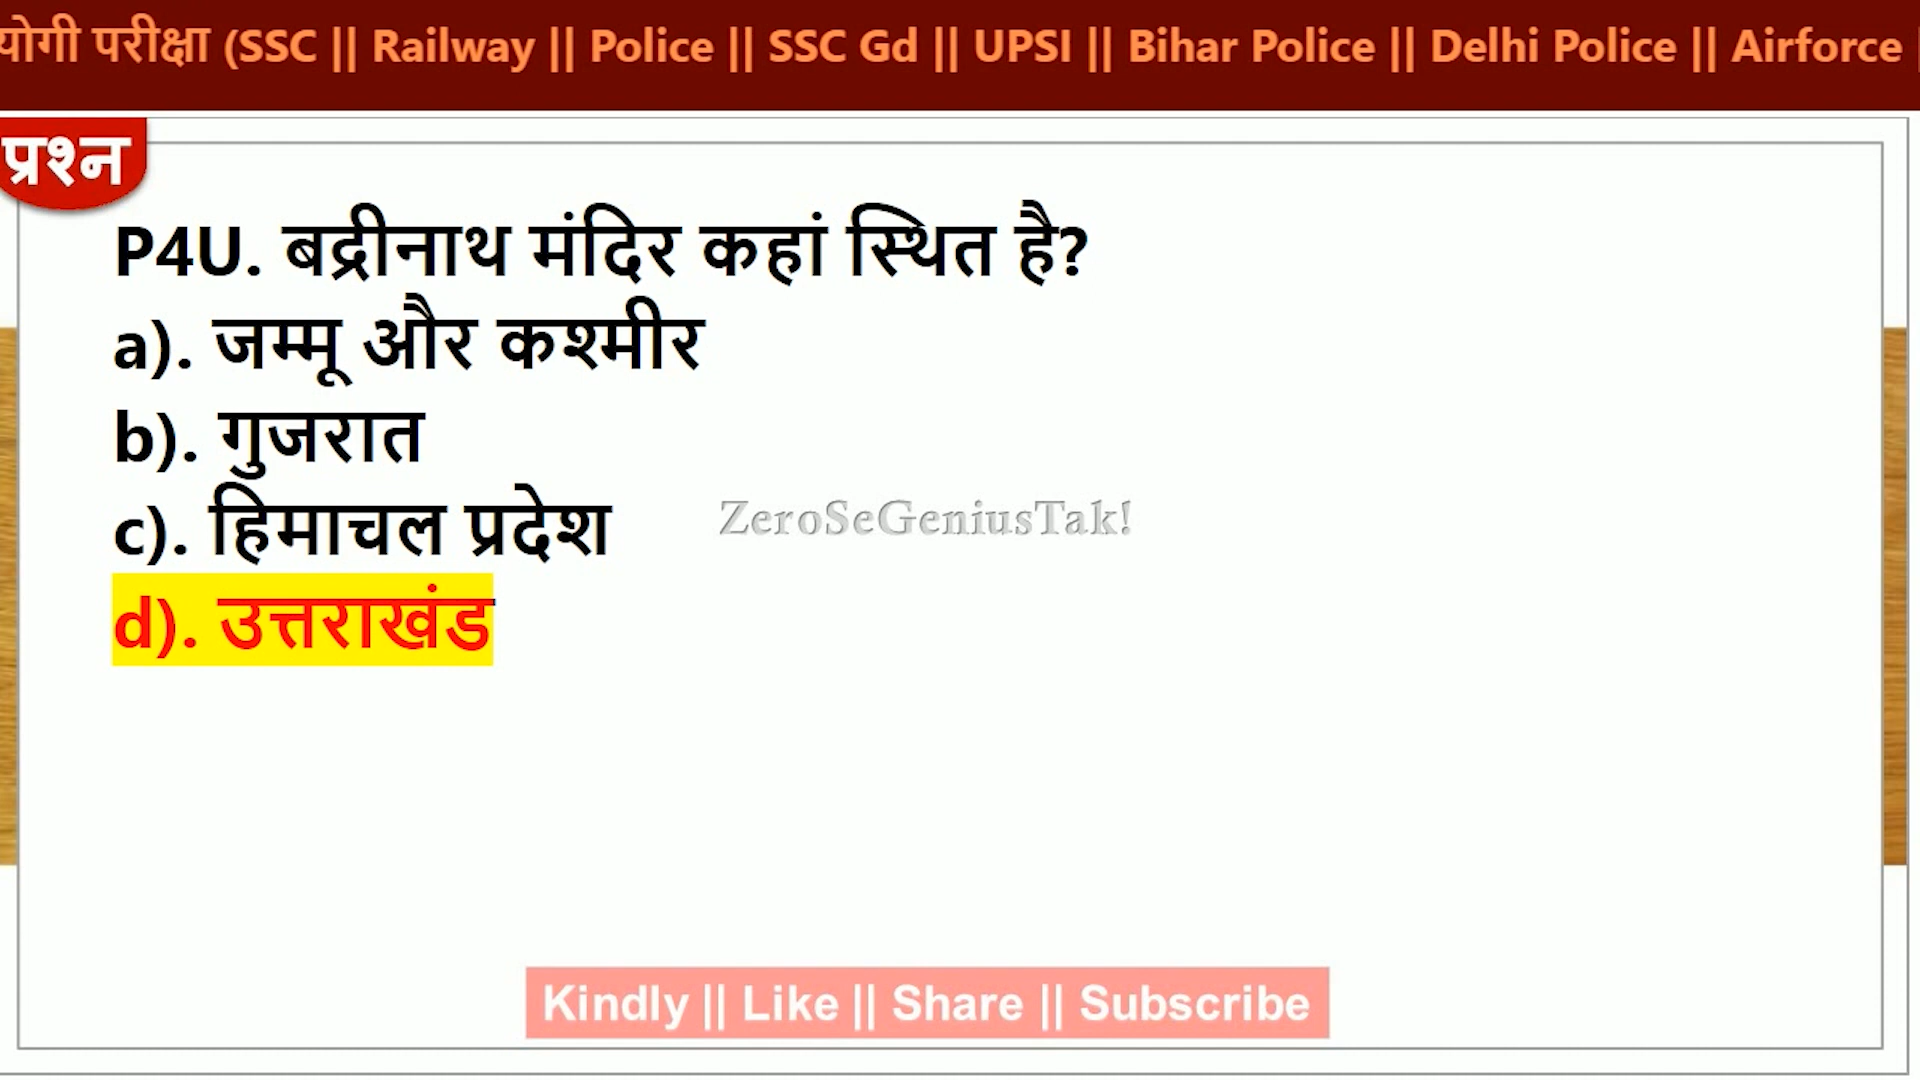 योगी परीक्षा (SSC || Railway || Police || SSC Gd || UPSI || Bihar Police || Delhi Police || Airforce
प्रश्न
P4U. बद्रीनाथ मंदिर कहां स्थित है?
a). जम्मू और कश्मीर
b). गुजरात
c). हिमाचल प्रदेश
ZeroSeGeniusTak!
d). उत्तराखंड
Kindly || Like || Share || Subscribe